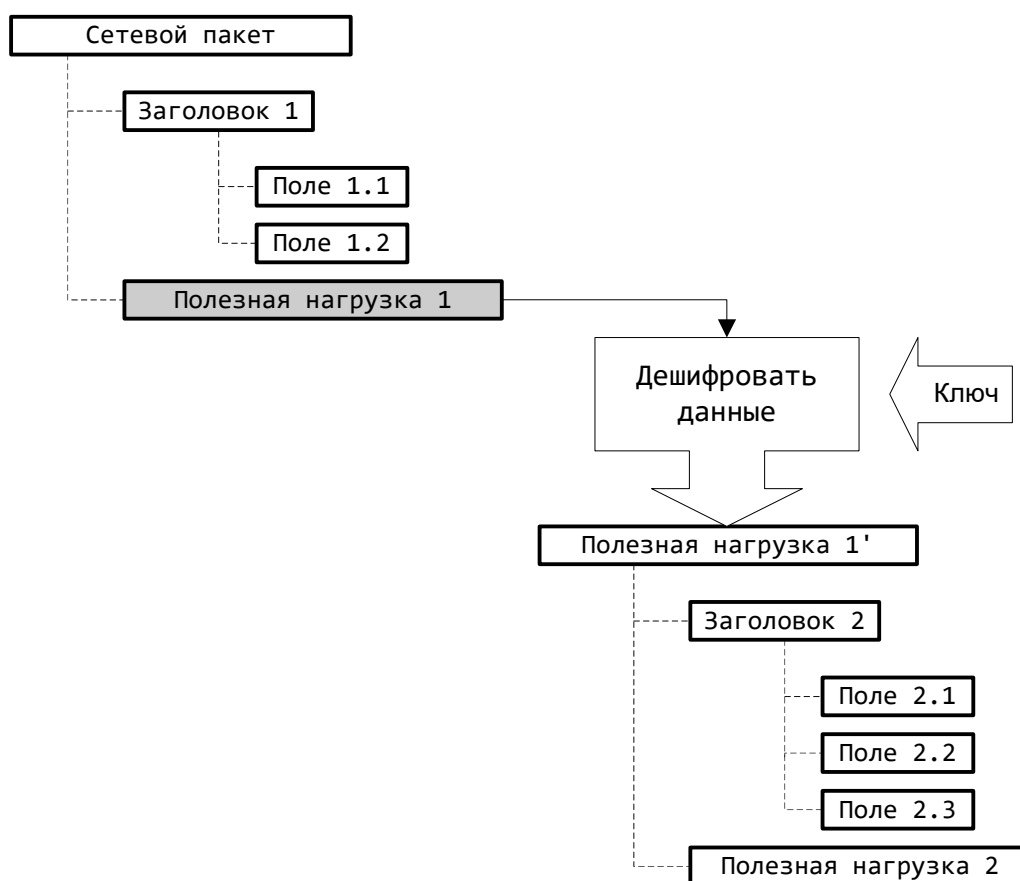 Сетевой пакет
Заголовок 1
Поле 1.1
Поле 1.2
Полезная нагрузка 1
Дешифровать
данные
Ключ
Полезная нагрузка 1'
Заголовок 2
Поле 2.1
Поле 2.2
Поле 2.3
Полезная нагрузка 2